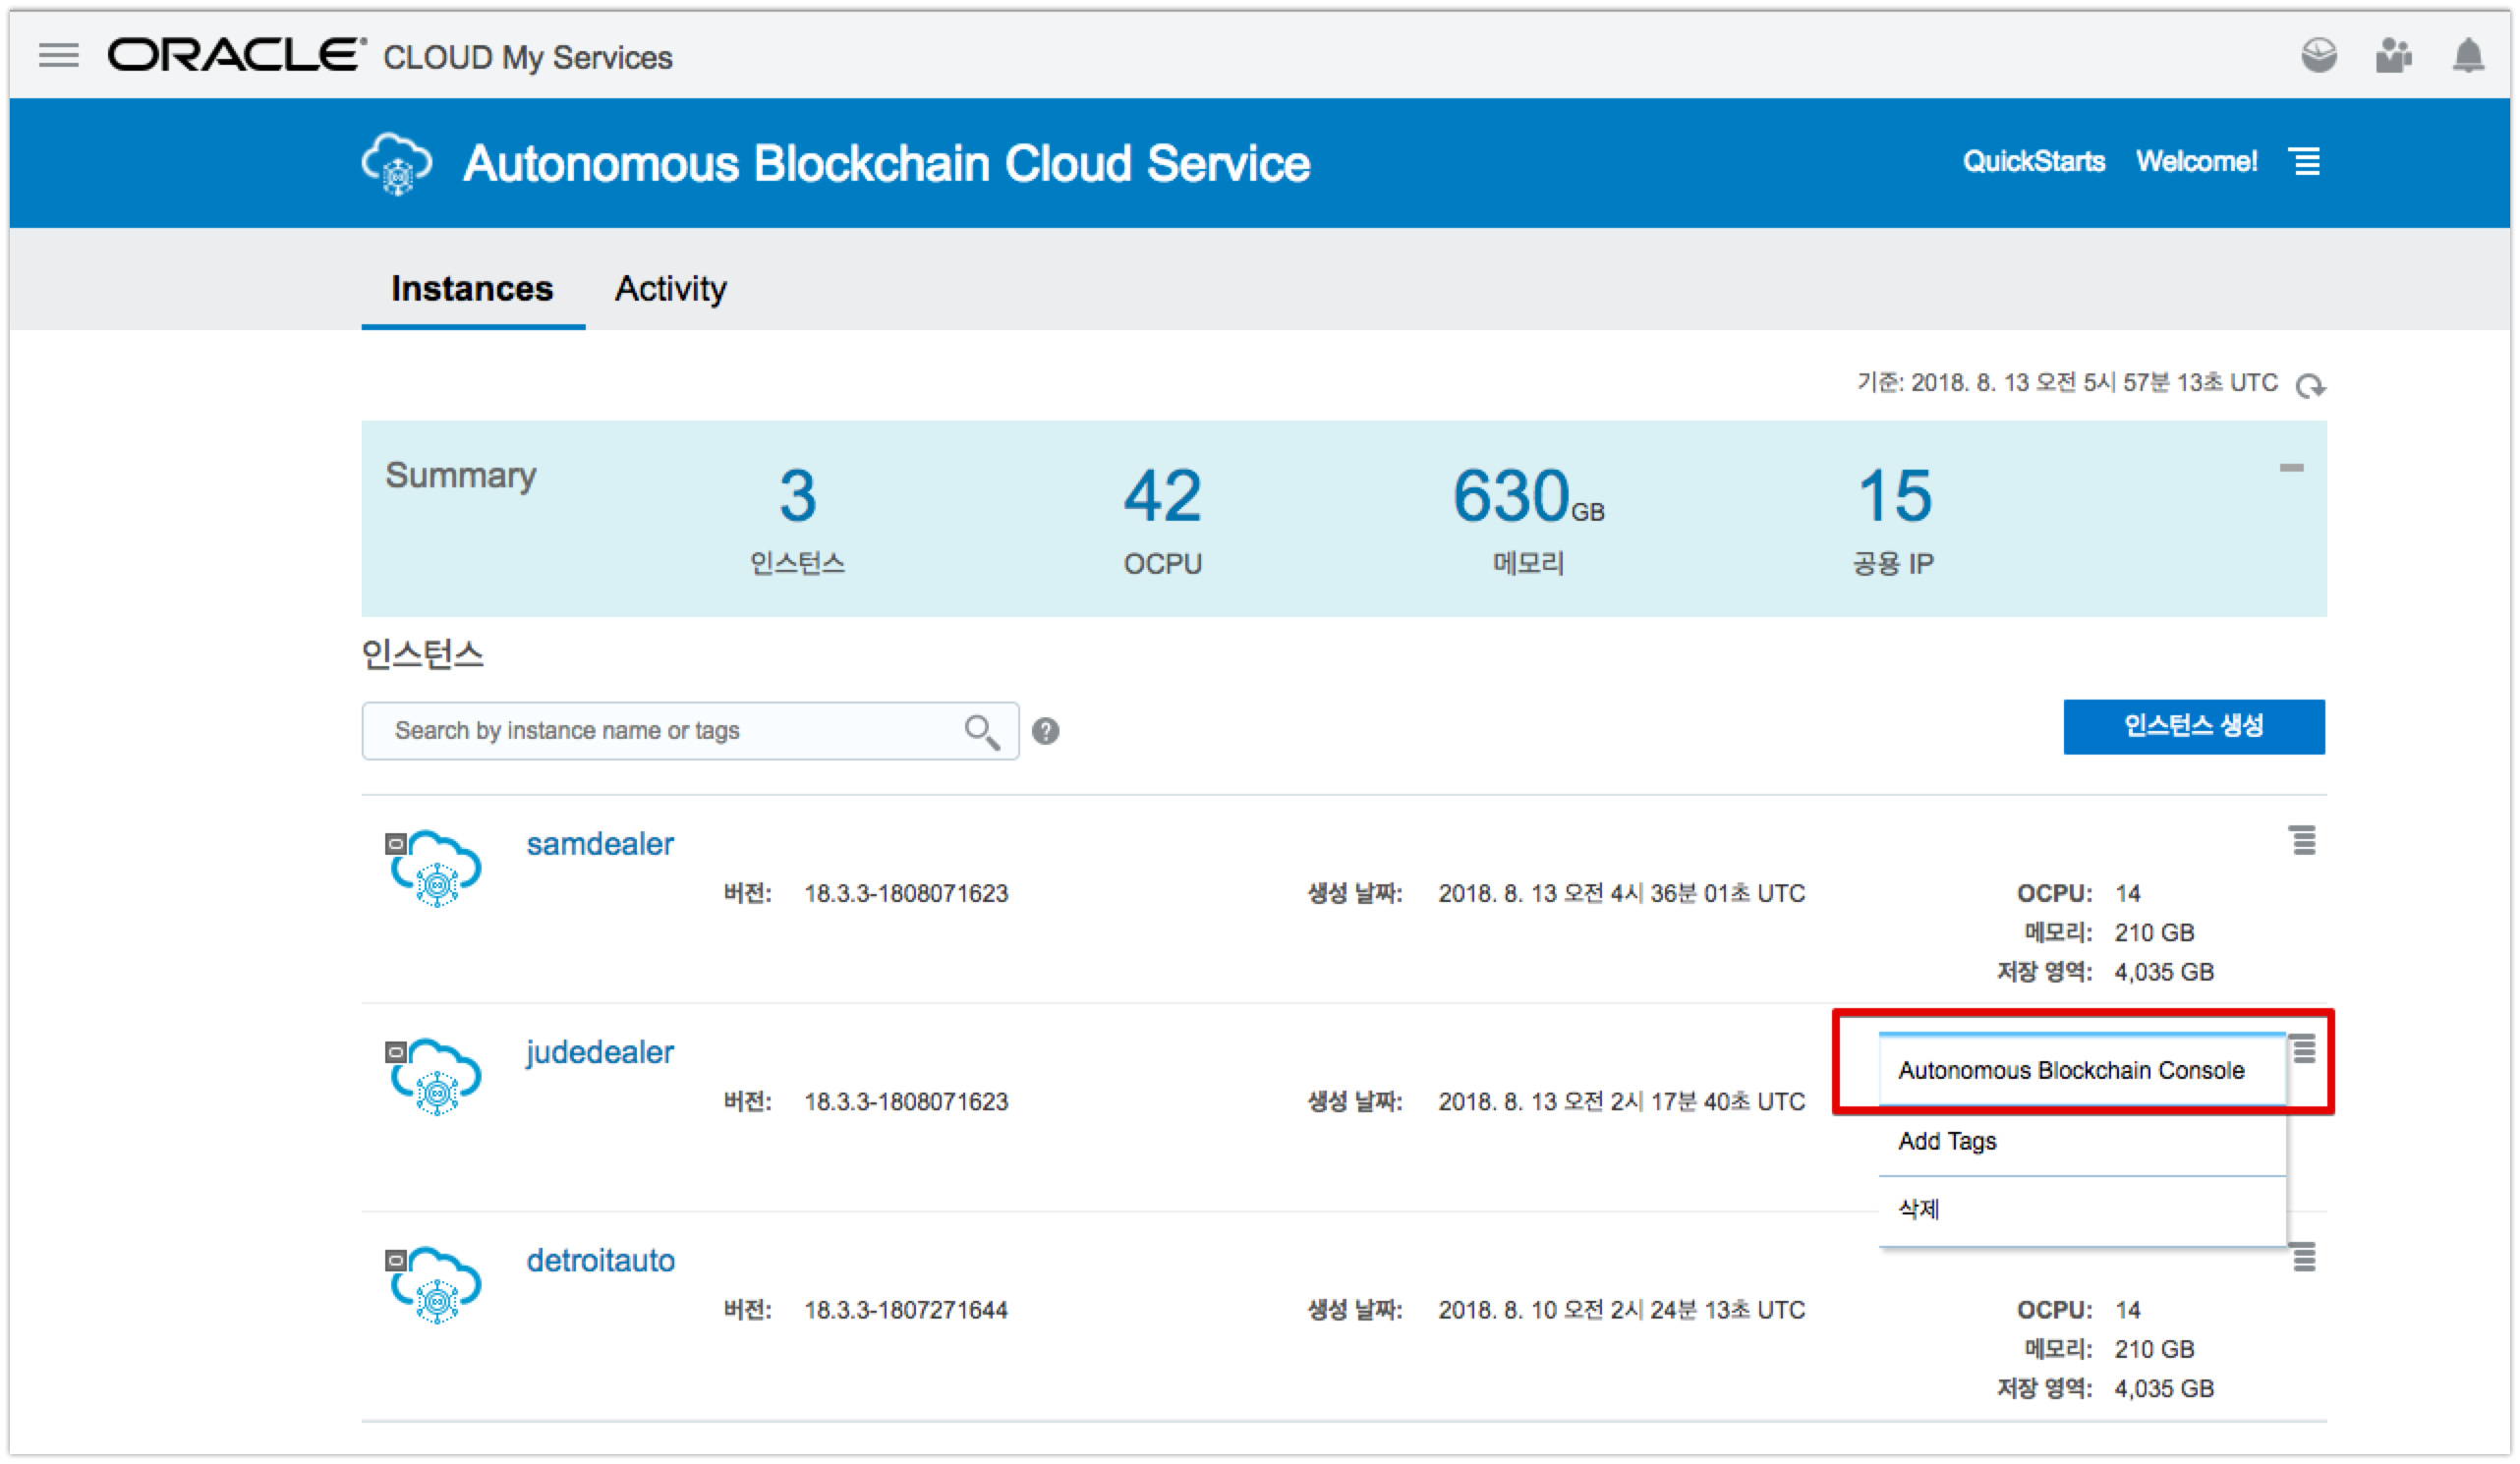 ORACLE® CLOUD My Services
Autonomous Blockchain Cloud Service
QuickStarts Welcome!
Instances Activity
기준: 2018. 8. 13 오전 5시 57분 13초 UTC
Summary 3 42 630GB 15
인스턴스 OCPU 메모리 공용 IP
인스턴스
Search by instance name or tags ?
인스턴스 생성
samdealer
버전: 18.3.3-1808071623 생성 날짜: 2018. 8. 13 오전 4시 36분 01초 UTC OCPU: 14
메모리: 210 GB
저장 영역: 4,035 GB
judedealer
Autonomous Blockchain Console
버전: 18.3.3-1808071623 생성 날짜: 2018. 8. 13 오전 2시 17분 40초 UTC
Add Tags
삭제
detroitauto
버전: 18.3.3-1807271644 생성 날짜: 2018. 8. 10 오전 2시 24분 13초 UTC OCPU: 14
메모리: 210 GB
저장 영역: 4,035 GB